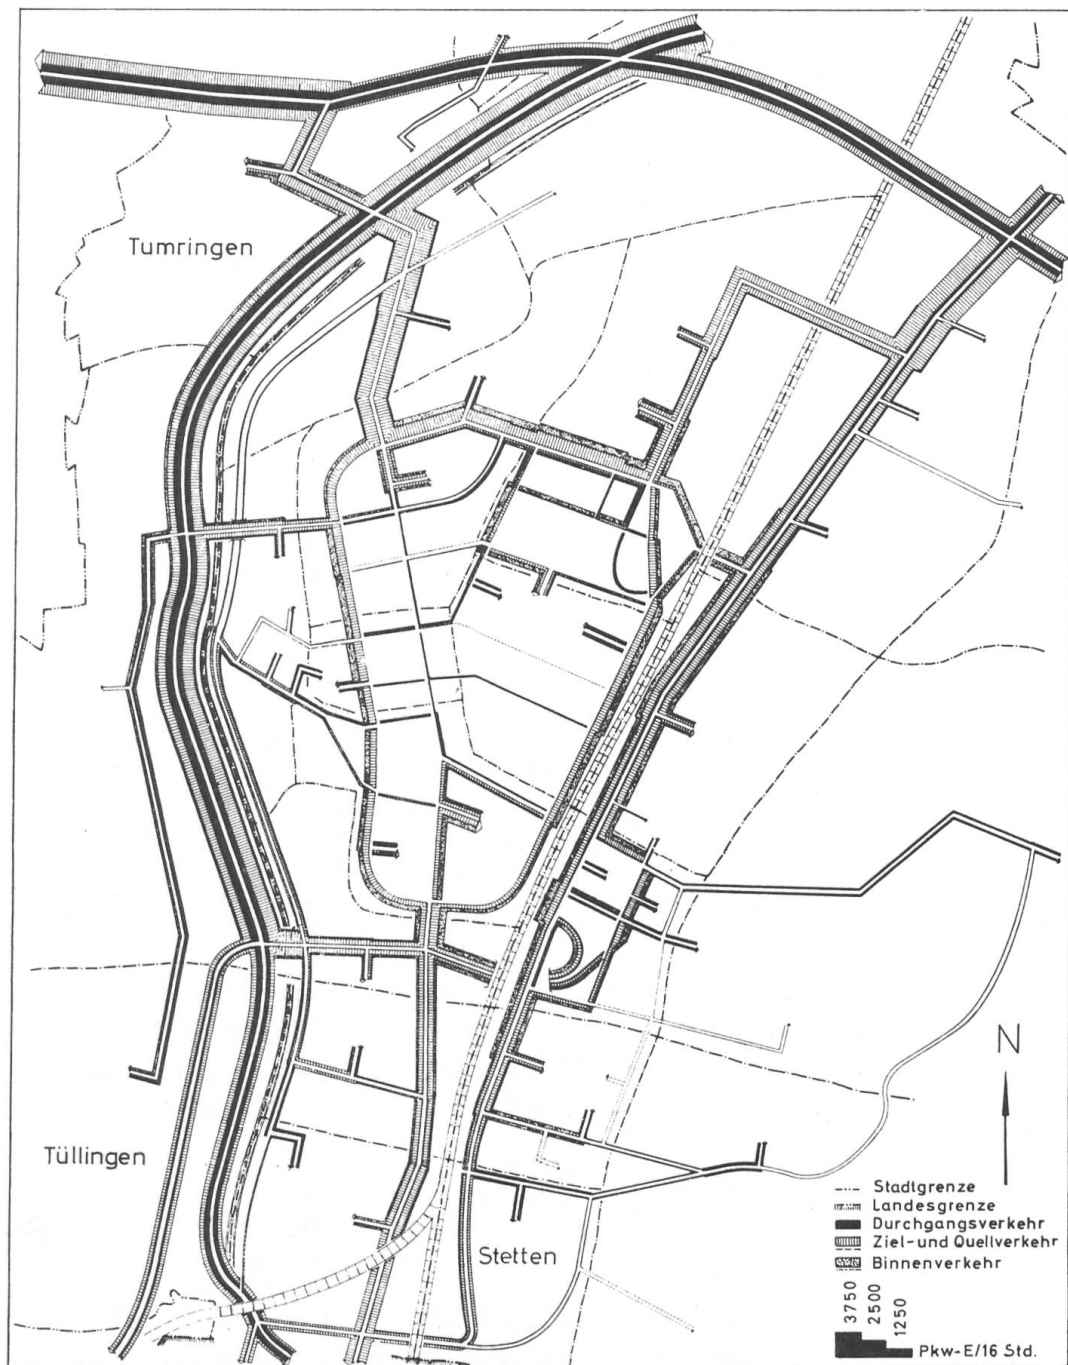 Tumringen
N
Tüllingen
Stetten
Stadtgrenze
Landesgrenze
Durchgangsverkehr
Ziel-und Quellverkehr
Binnenverkehr
3750
2500
1250
Pkw-E/16 Std.